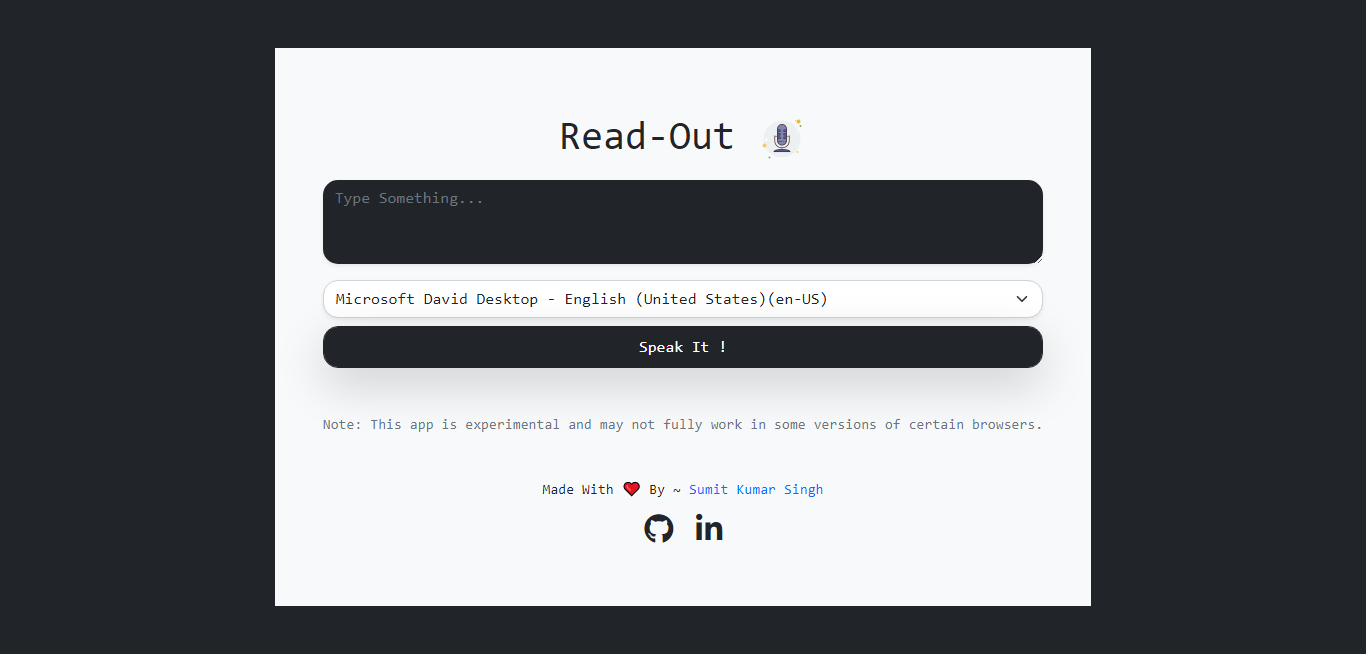 Read-Out
Type Something...
Microsoft David Desktop - English (United States)(en-US)
Speak It !
Note: This app is experimental and may not fully work in some versions of certain browsers.
Made With By ~ Sumit Kumar Singh
in